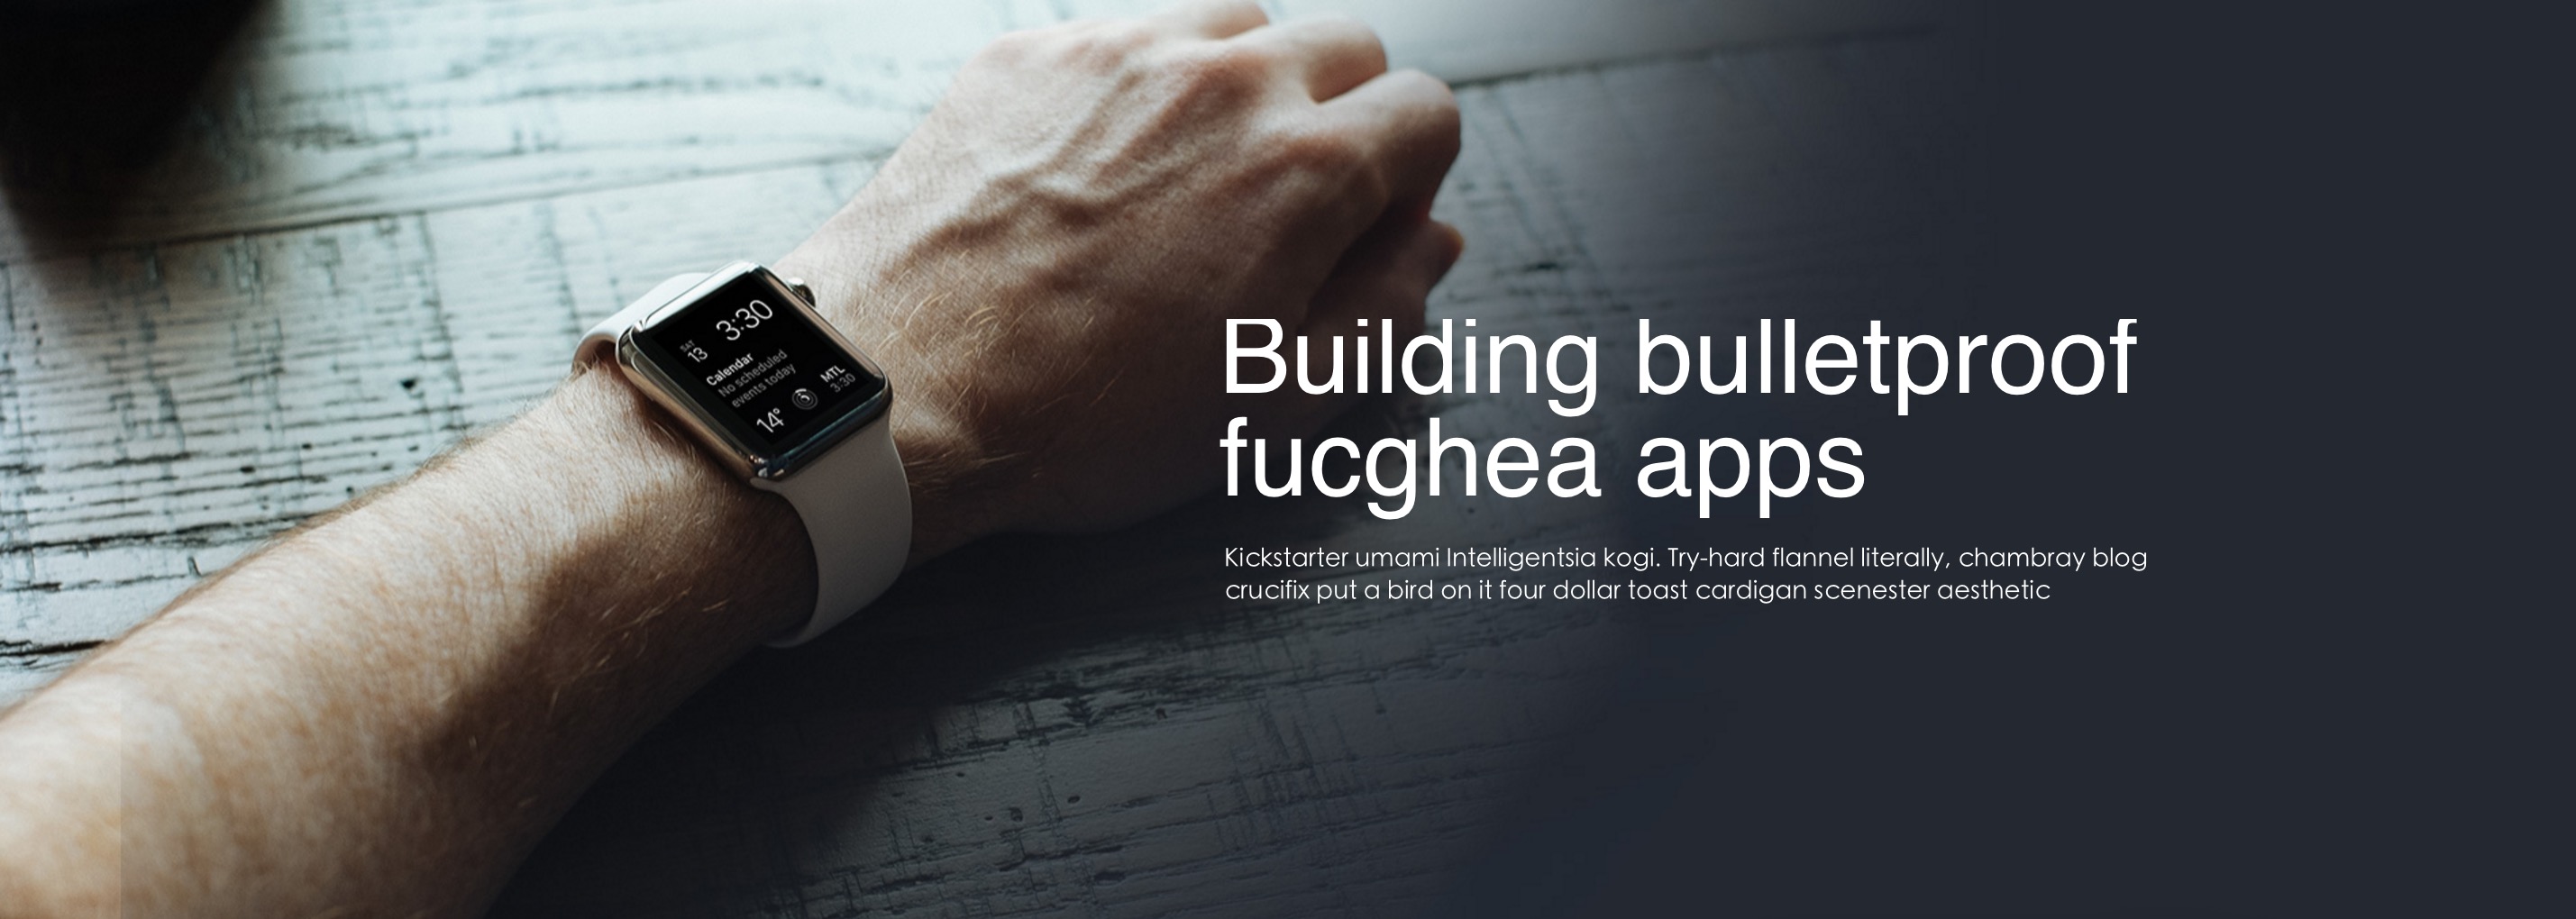 3:30
SAT
13
Calendar
No scheduled
events today
14°
MTL
3:30
Building bulletproof
fucghea apps
Kickstarter umami Intelligentsia kogi. Try-hard flannel literally, chambray blog
crucifix put a bird on it four dollar toast cardigan scenester aesthetic